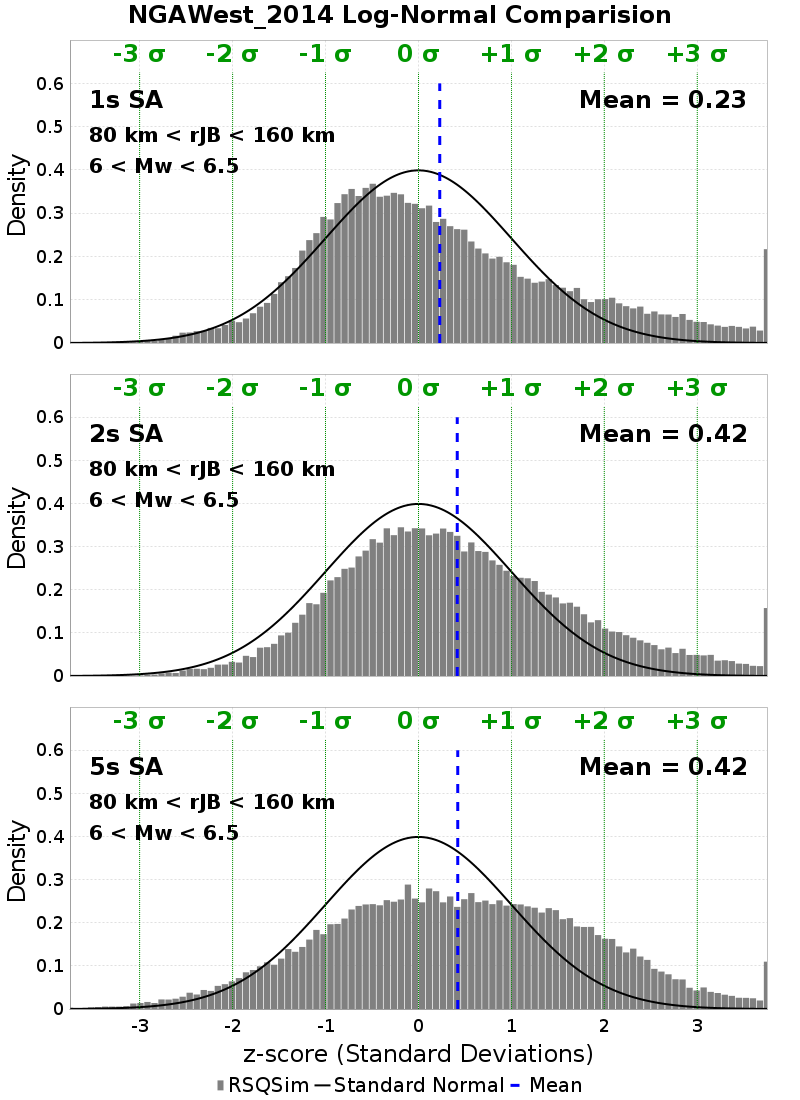 NGAWest_2014 Log-Normal Comparision
-3 σ -2 σ -1 σ 0 σ +1 σ +2 σ +3 σ
0.6
1s SA Mean = 0.23
0.5
80 km < rJB < 160 km
6 < Mw < 6.5
0.4
0.3
0.2
0.1
0
Density
-3 σ -2 σ -1 σ 0 σ +1 σ +2 σ +3 σ
0.6
2s SA Mean = 0.42
0.5
80 km < rJB < 160 km
6 < Mw < 6.5
0.4
0.3
0.2
0.1
0
Density
-3 σ -2 σ -1 σ 0 σ +1 σ +2 σ +3 σ
0.6
5s SA Mean = 0.42
0.5
80 km < rJB < 160 km
6 < Mw < 6.5
0.4
0.3
0.2
0.1
0
Density
-3 -2 -1 0 1 2 3
z-score (Standard Deviations)
RSQSim Standard Normal Mean